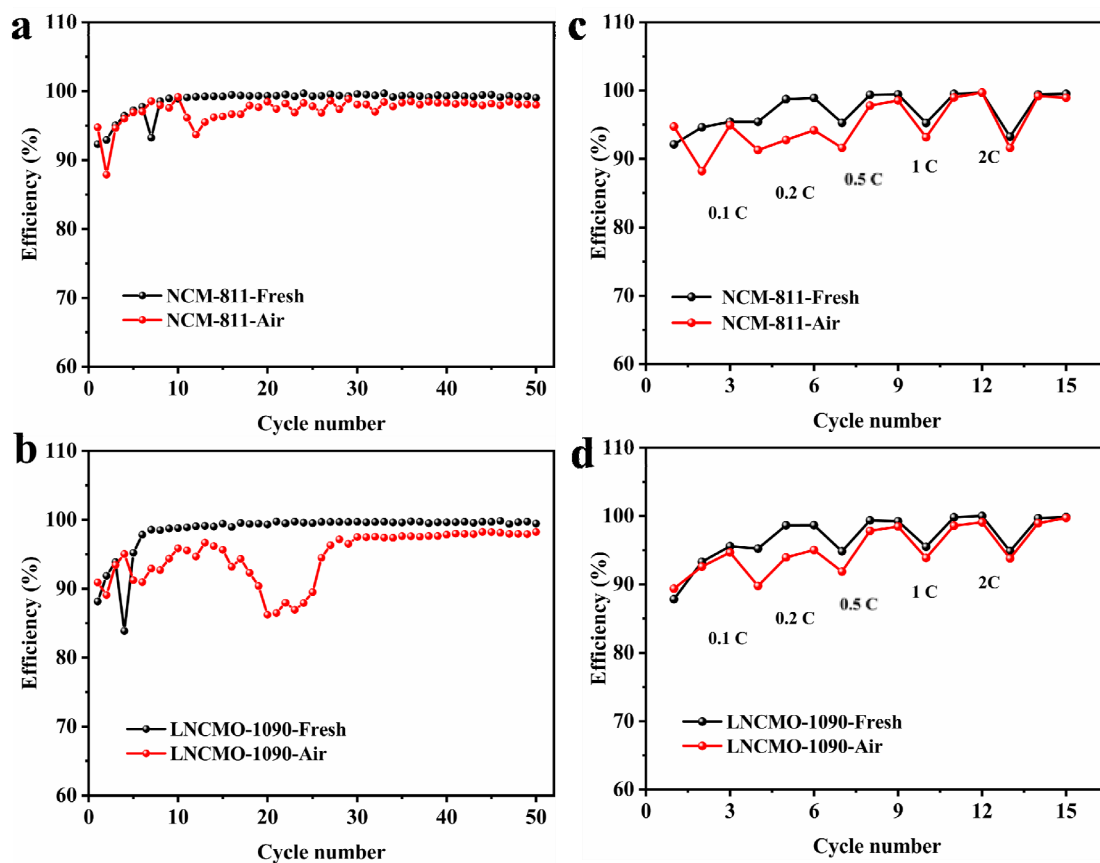 a
110
100
90
80
70
60
Efficiency (%)
NCM-811-Fresh
NCM-811-Air
0 10 20 30 40 50
Cycle number
c
110
100
90
80
70
60
Efficiency (%)
0.1 C
0.2 C
0.5 C
1 C
2C
NCM-811-Fresh
NCM-811-Air
0 3 6 9 12 15
Cycle number
b
110
100
90
80
70
60
Efficiency (%)
LNCMO-1090-Fresh
LNCMO-1090-Air
0 10 20 30 40 50
Cycle number
d
110
100
90
80
70
60
Efficiency (%)
0.1 C
0.2 C
0.5 C
1 C
2C
LNCMO-1090-Fresh
LNCMO-1090-Air
0 3 6 9 12 15
Cycle number